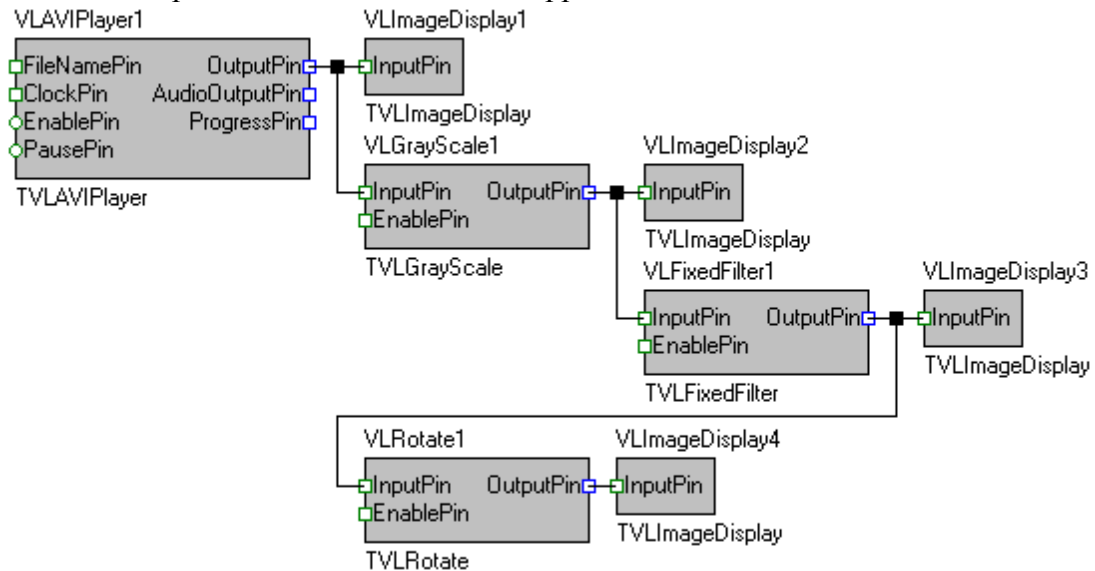 VLAVIPlayer1
FileNamePin OutputPin
ClockPin AudioOutputPin
EnablePin ProgressPin
PausePin
TVLAVIPlayer
VLImageDisplay1
InputPin
TVLImageDisplay
VLGrayScale1
InputPin OutputPin
EnablePin
TVLGrayScale
VLImageDisplay2
InputPin
TVLImageDisplay
VLFixedFilter1
InputPin OutputPin
EnablePin
TVLFixedFilter
VLImageDisplay3
InputPin
TVLImageDisplay
VLRotate1
InputPin OutputPin
EnablePin
TVLRotate
VLImageDisplay4
InputPin
TVLImageDisplay